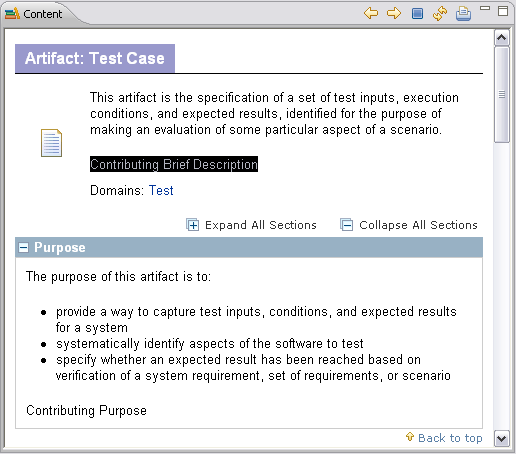 Content
Artifact: Test Case
This artifact is the specification of a set of test inputs, execution
conditions, and expected results, identified for the purpose of
making an evaluation of some particular aspect of a scenario.
Contributing Brief Description
Domains: Test
Expand All Sections Collapse All Sections
Purpose
The purpose of this artifact is to:
• provide a way to capture test inputs, conditions, and expected results
for a system
• systematically identify aspects of the software to test
• specify whether an expected result has been reached based on
verification of a system requirement, set of requirements, or scenario
Contributing Purpose
Back to top